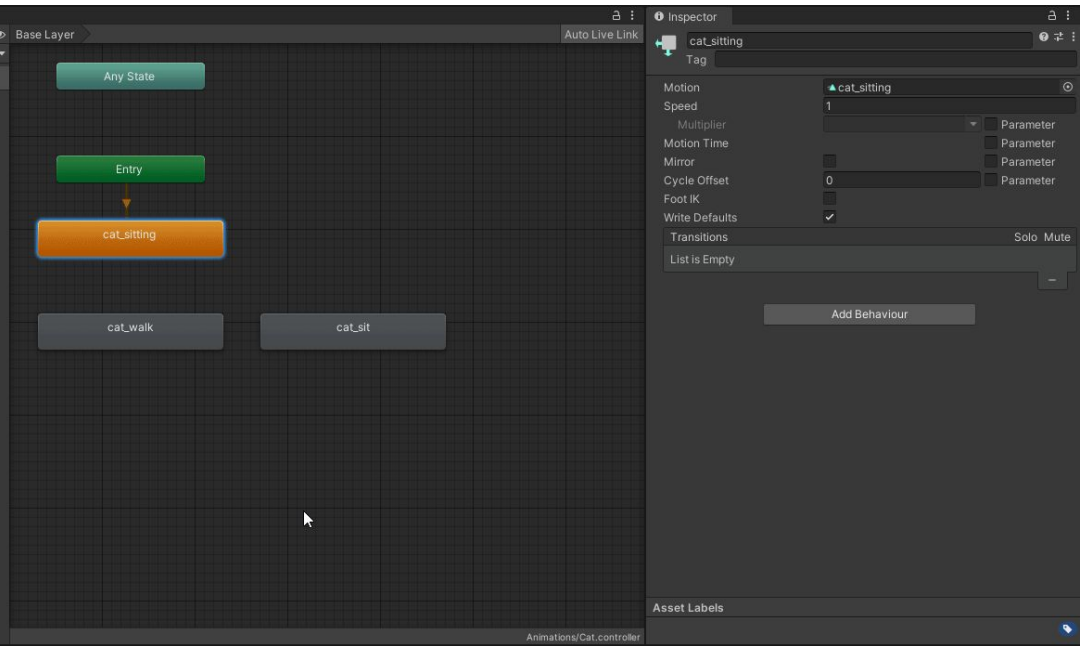 Base Layer
Auto Live Link
Any State
Entry
cat_sitting
cat_walk
cat_sit
Animations/Cat.controller
Inspector
cat_sitting
Tag
Motion
cat_sitting
Speed
1
Multiplier
Parameter
Motion Time
Parameter
Mirror
Parameter
Cycle Offset
0
Parameter
Foot IK
Write Defaults
Transitions
Solo Mute
List is Empty
Add Behaviour
Asset Labels